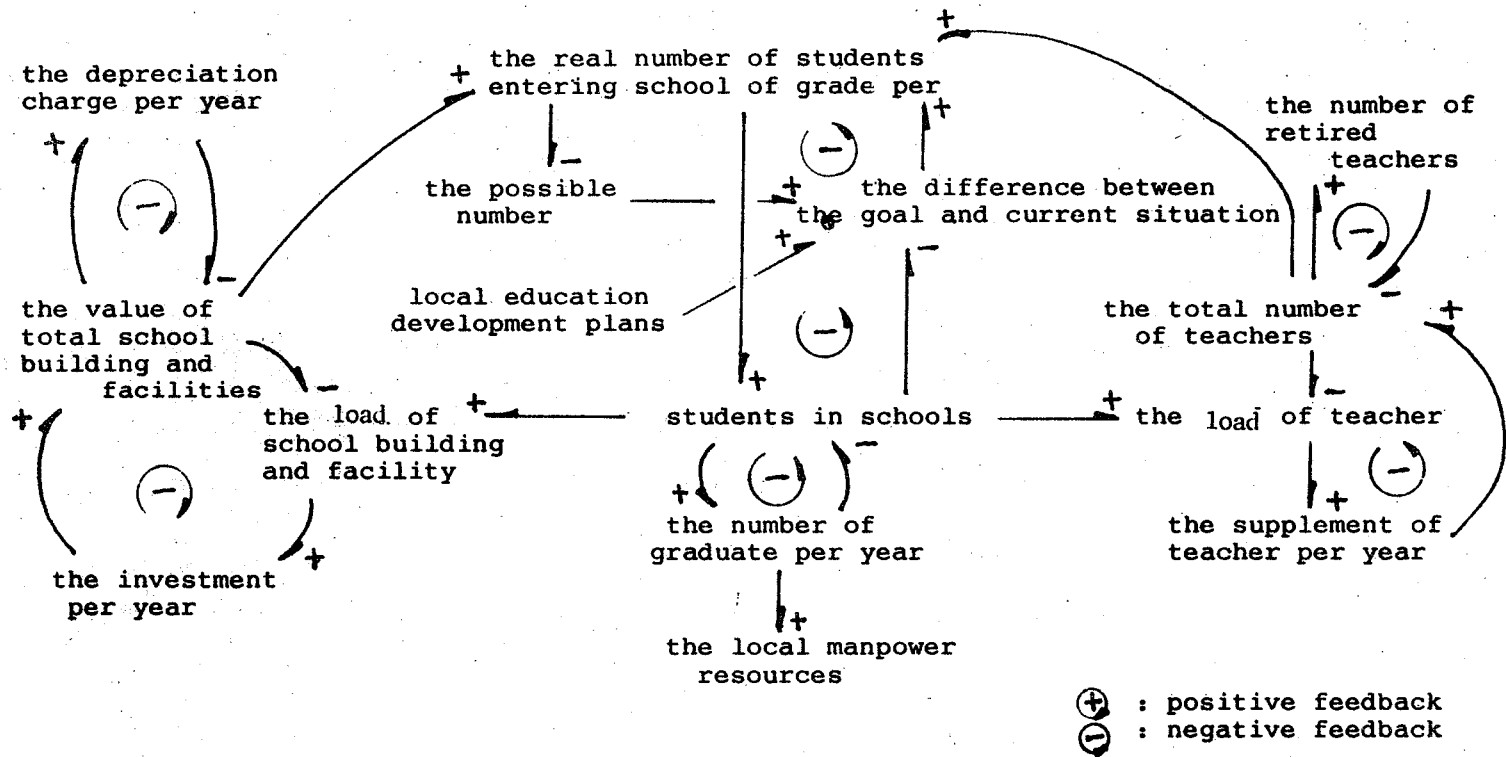 the depreciation
charge per year
the real number of students
entering school of grade per
the number of
retired
teachers
the possible
number
the difference between
the goal and current situation
local education
development plans
the value of
total school
building and
facilities
the total number
of teachers
the load. of
school building
and facility
students in schools
the load of teacher
the number of
graduate per year
the supplement of
teacher per year
the investment
per year
the local manpower
resources
+ : positive feedback
- : negative feedback